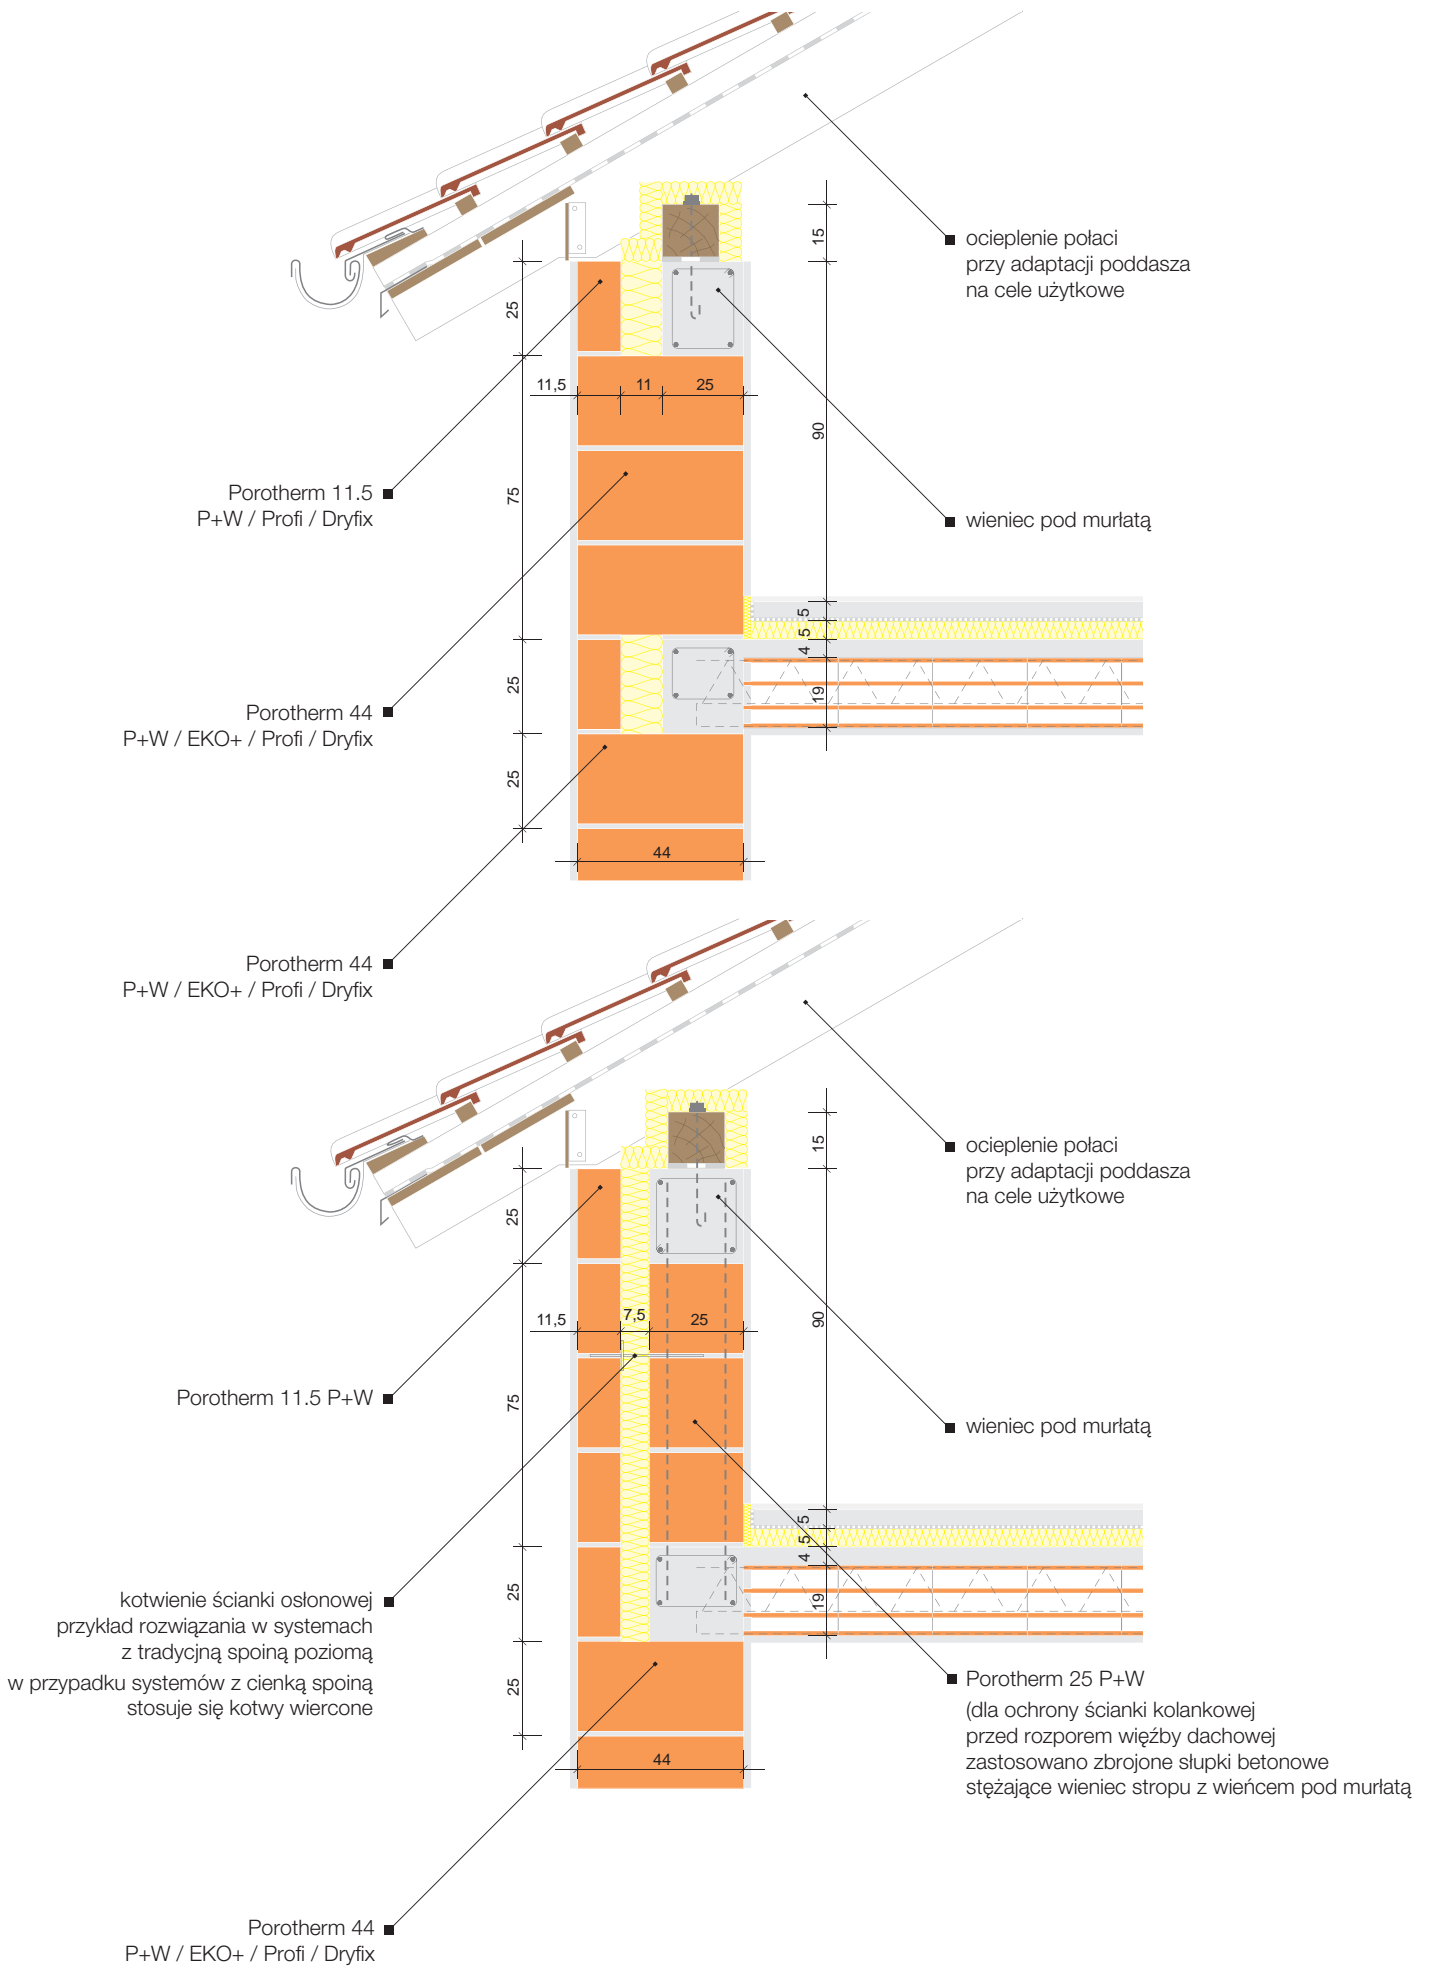 15
ocieplenie połaci
przy adaptacji poddasza
na cele użytkowe
25
11,5
11
25
90
Porotherm 11.5
P+W / Profi / Dryfix
75
wieniec pod murłatą
5
5
4
25
19
Porotherm 44
P+W / EKO+ / Profi / Dryfix
25
44
Porotherm 44
P+W / EKO+ / Profi / Dryfix
15
ocieplenie połaci
przy adaptacji poddasza
na cele użytkowe
25
11,5
7,5
25
90
Porotherm 11.5 P+W
75
wieniec pod murłatą
5
5
4
25
19
kotwienie ścianki osłonowej
przykład rozwiązania w systemach
z tradycjną spoiną poziomą
w przypadku systemów z cienką spoiną
stosuje się kotwy wiercone
25
Porotherm 25 P+W
(dla ochrony ścianki kolankowej
przed rozporem więźby dachowej
zastosowano zbrojone słupki betonowe
stężające wieniec stropu z wieńcem pod murłatą
44
Porotherm 44
P+W / EKO+ / Profi / Dryfix